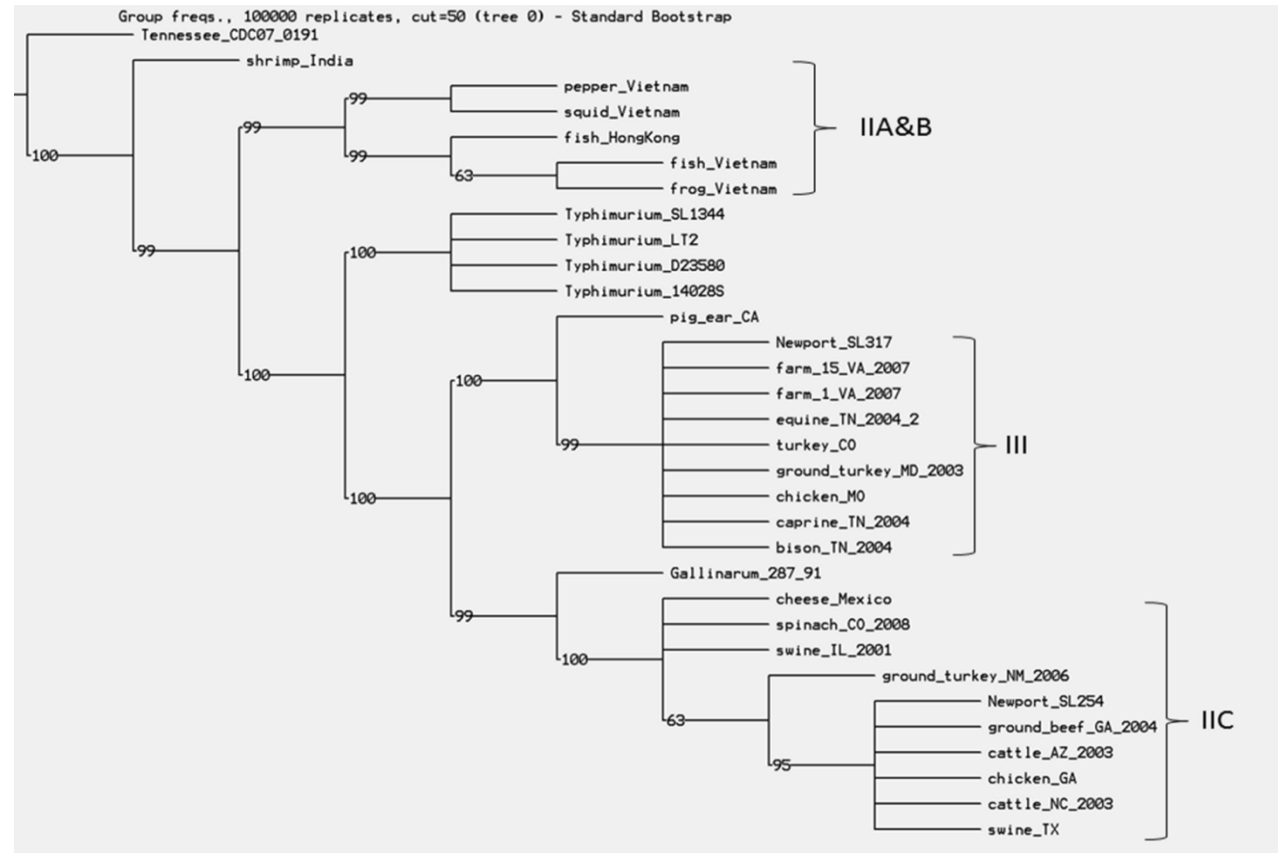 Group freqs., 100000 replicates, cut=50 (tree 0) - Standard Bootstrap
Tennessee_CDC07_0191
shrimp_India
pepper_Vietnam
99
squid_Vietnam
99
IIA&B
fish_HongKong
100
99
fish_Vietnam
63
frog_Vietnam
Typhimurium_SL1344
Typhimurium_LT2
99
100
Typhimurium_D23580
Typhimurium_14028S
pig_ear_CA
Newport_SL317
farm_15_VA_2007
100
100
farm_1_VA_2007
equine_TN_2004_2
99
turkey_CO
III
ground_turkey_MD_2003
100
chicken_MO
caprine_TN_2004
bison_TN_2004
Gallinarum_287_91
cheese_Mexico
99
spinach_CO_2008
swine_IL_2001
100
ground_turkey_NM_2006
Newport_SL254
63
IIC
ground_beef_GA_2004
cattle_AZ_2003
95
chicken_GA
cattle_NC_2003
swine_TX